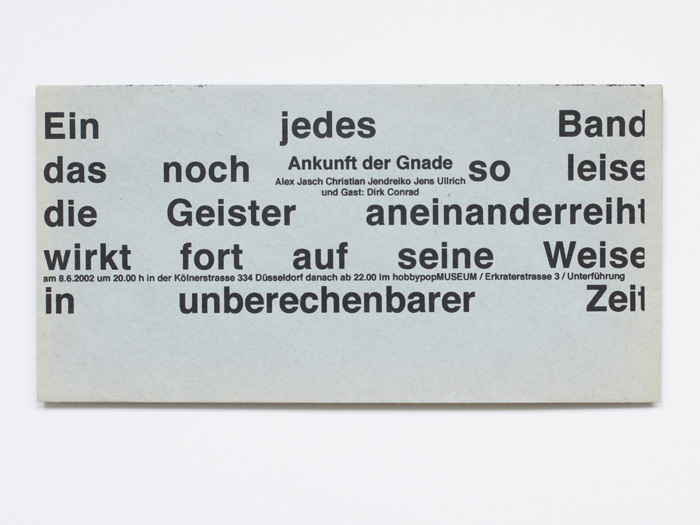 Ein jedes Band
das noch so leise
Ankunft der Gnade
Alex Jasch Christian Jendreiko Jens Ullrich
und Gast: Dirk Conrad
die Geister aneinanderreiht
wirkt fort auf seine Weise
am 8.6.2002 um 20.00 h in der Kölnerstrasse 334 Düsseldorf danach ab 22.00 im hobbypopMUSEUM / Erkraterstrasse 3 / Unterführung
in unberechenbarer Zeit